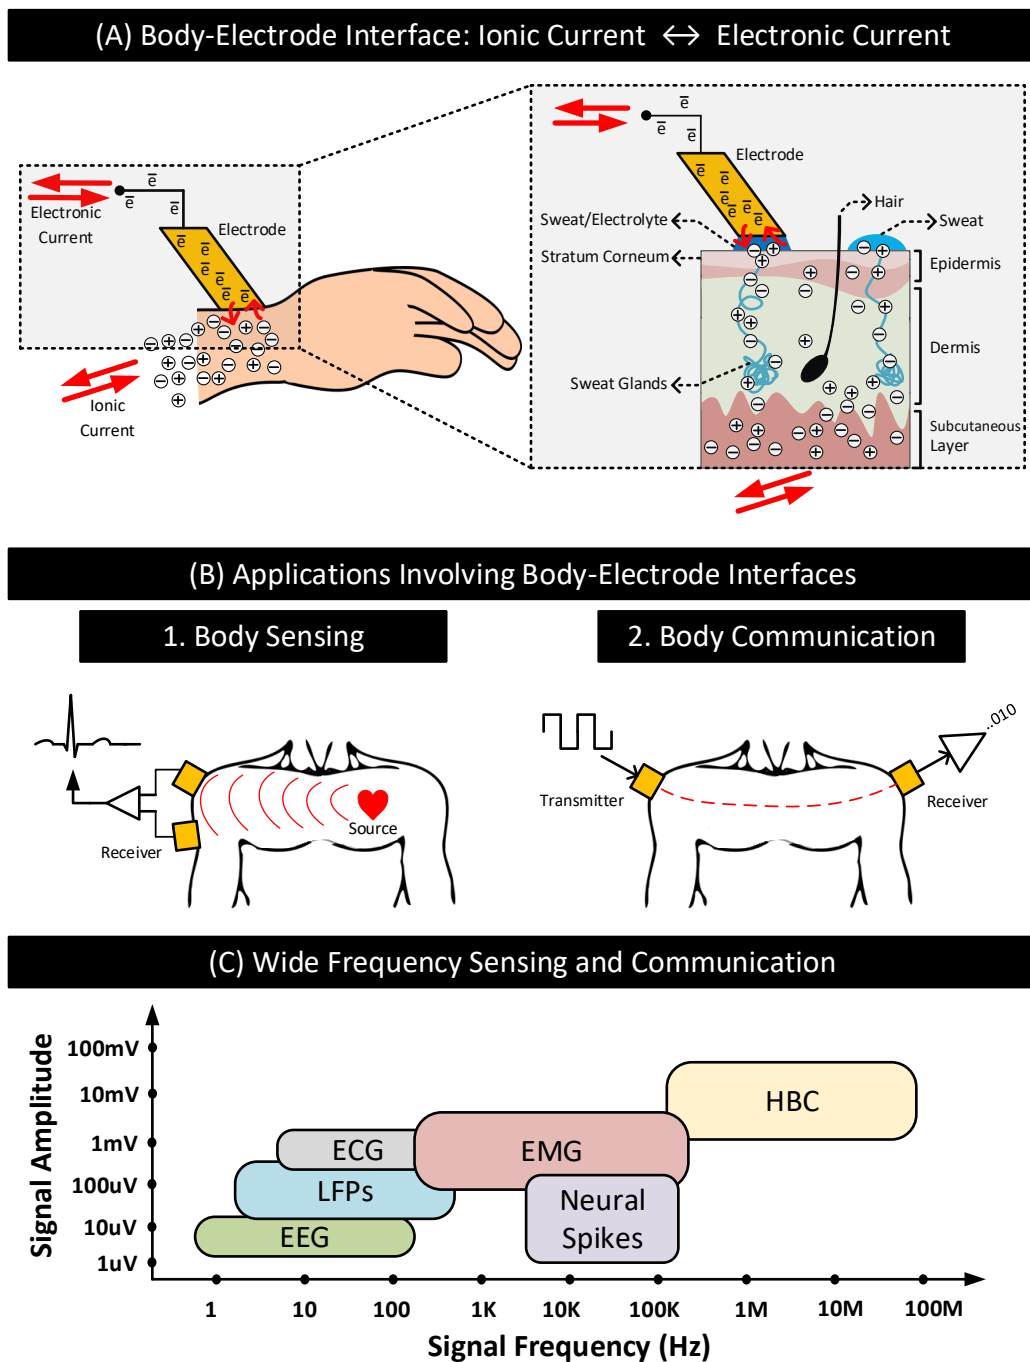 (A) Body-Electrode Interface: Ionic Current ↔ Electronic Current
ē
ē
ē
Electronic
Current
Electrode
ē
ē
ē
ē
ē
ē
Ionic
Current
ē
ē
ē
ē
Electrode
ē
ē
ē
ē
ē
ē
Sweat/Electrolyte
Stratum Corneum
Hair
Sweat
Epidermis
Dermis
Sweat Glands
Subcutaneous
Layer
(B) Applications Involving Body-Electrode Interfaces
1. Body Sensing
2. Body Communication
Source
Receiver
Transmitter
..010
Receiver
(C) Wide Frequency Sensing and Communication
Signal Amplitude
100mV
10mV
1mV
100uV
10uV
1uV
HBC
ECG
EMG
LFPs
Neural
Spikes
EEG
1
10
100
1K
10K
100K
1M
10M
100M
Signal Frequency (Hz)